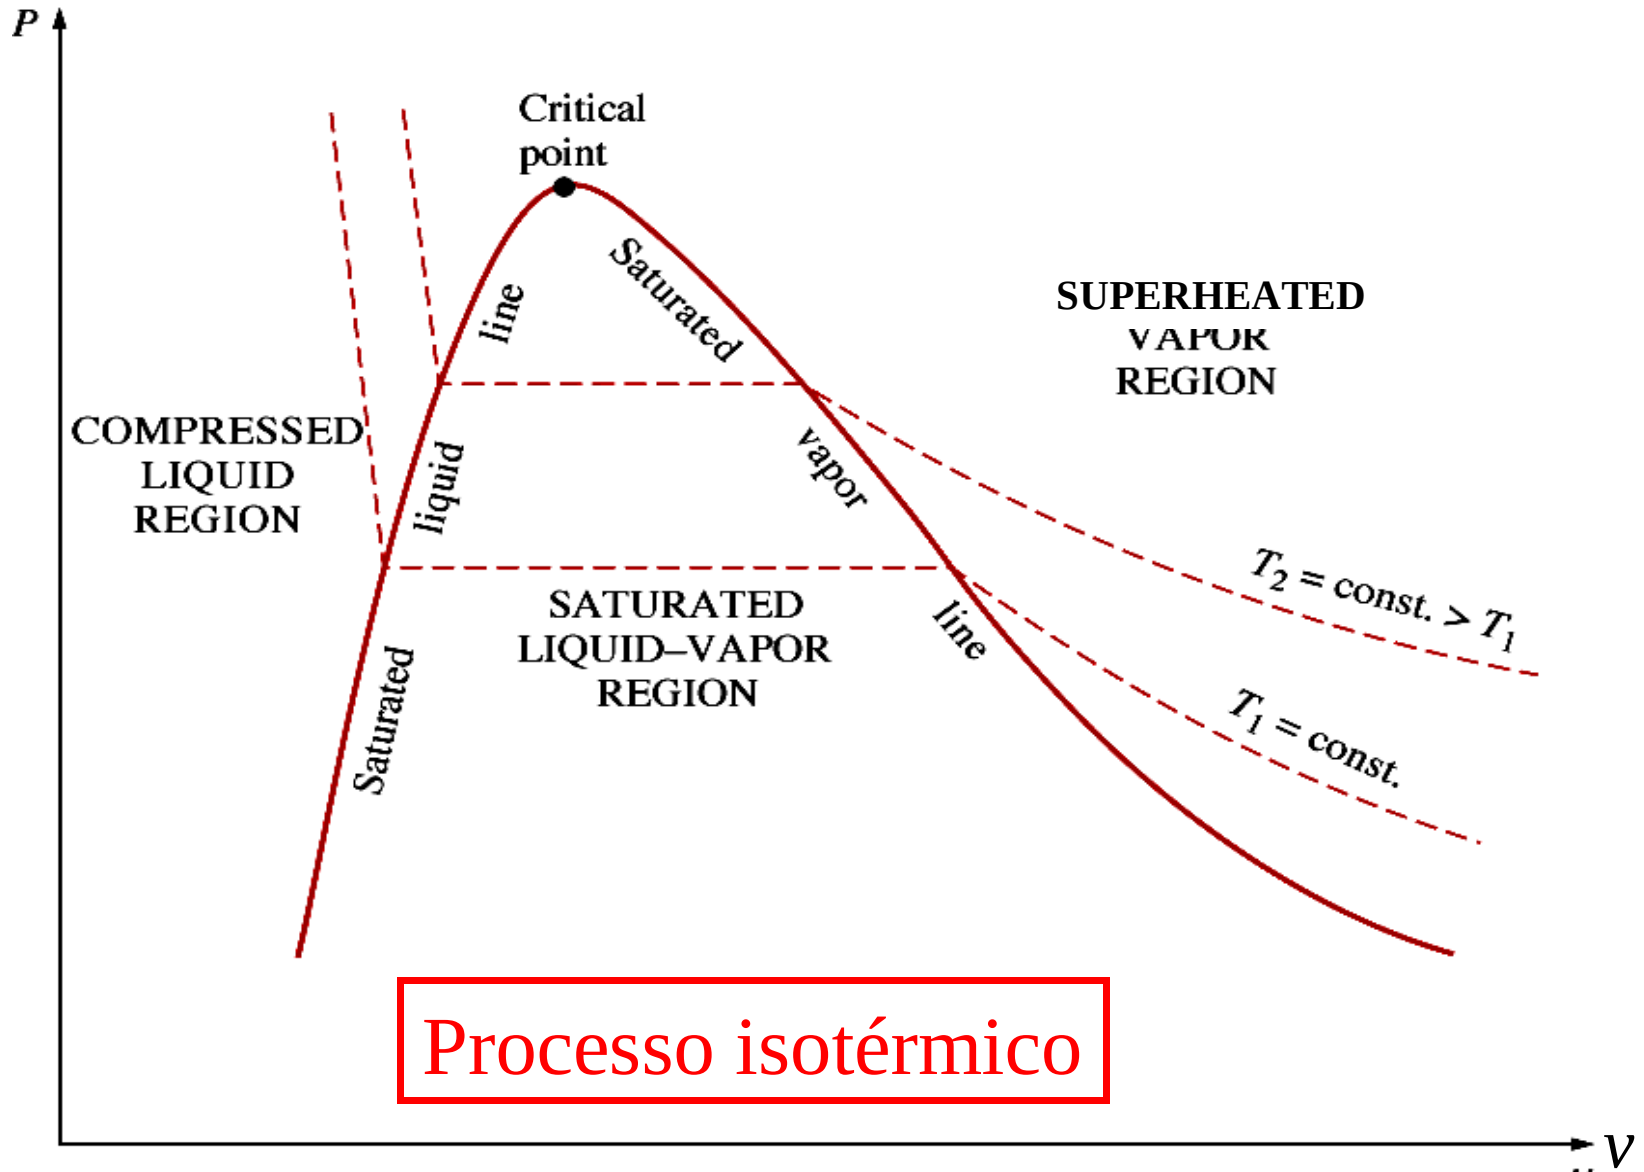 P
Critical
point
Saturated
liquid
line
Saturated
vapor
line
SUPERHEATED
VAPOR
REGION
COMPRESSED
LIQUID
REGION
SATURATED
LIQUID–VAPOR
REGION
T₂ = const. > T₁
T₁ = const.
Processo isotérmico
v